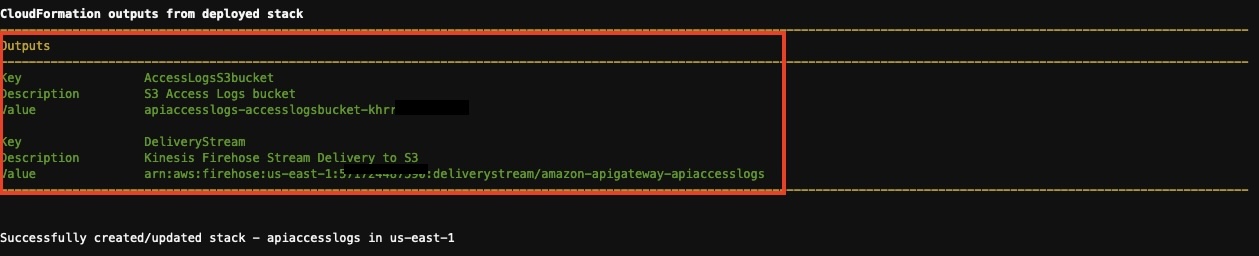 CloudFormation outputs from deployed stack
Outputs
Key AccessLogsS3bucket
Description S3 Access Logs bucket
Value apiaccesslogs-accesslogsbucket-khrr
Key DeliveryStream
Description Kinesis Firehose Stream Delivery to S3
Value arn:aws:firehose:us-east-1:5 :deliverystream/amazon-apigateway-apiaccesslogs
Successfully created/updated stack - apiaccesslogs in us-east-1